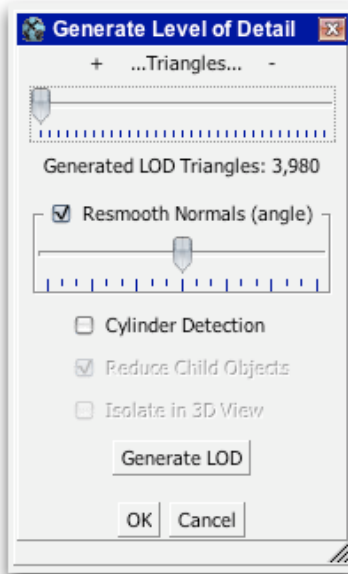 Generate Level of Detail
+ ...Triangles... -
Generated LOD Triangles: 3,980
Resmooth Normals (angle)
Cylinder Detection
Reduce Child Objects
Isolate in 3D View
Generate LOD
OK Cancel